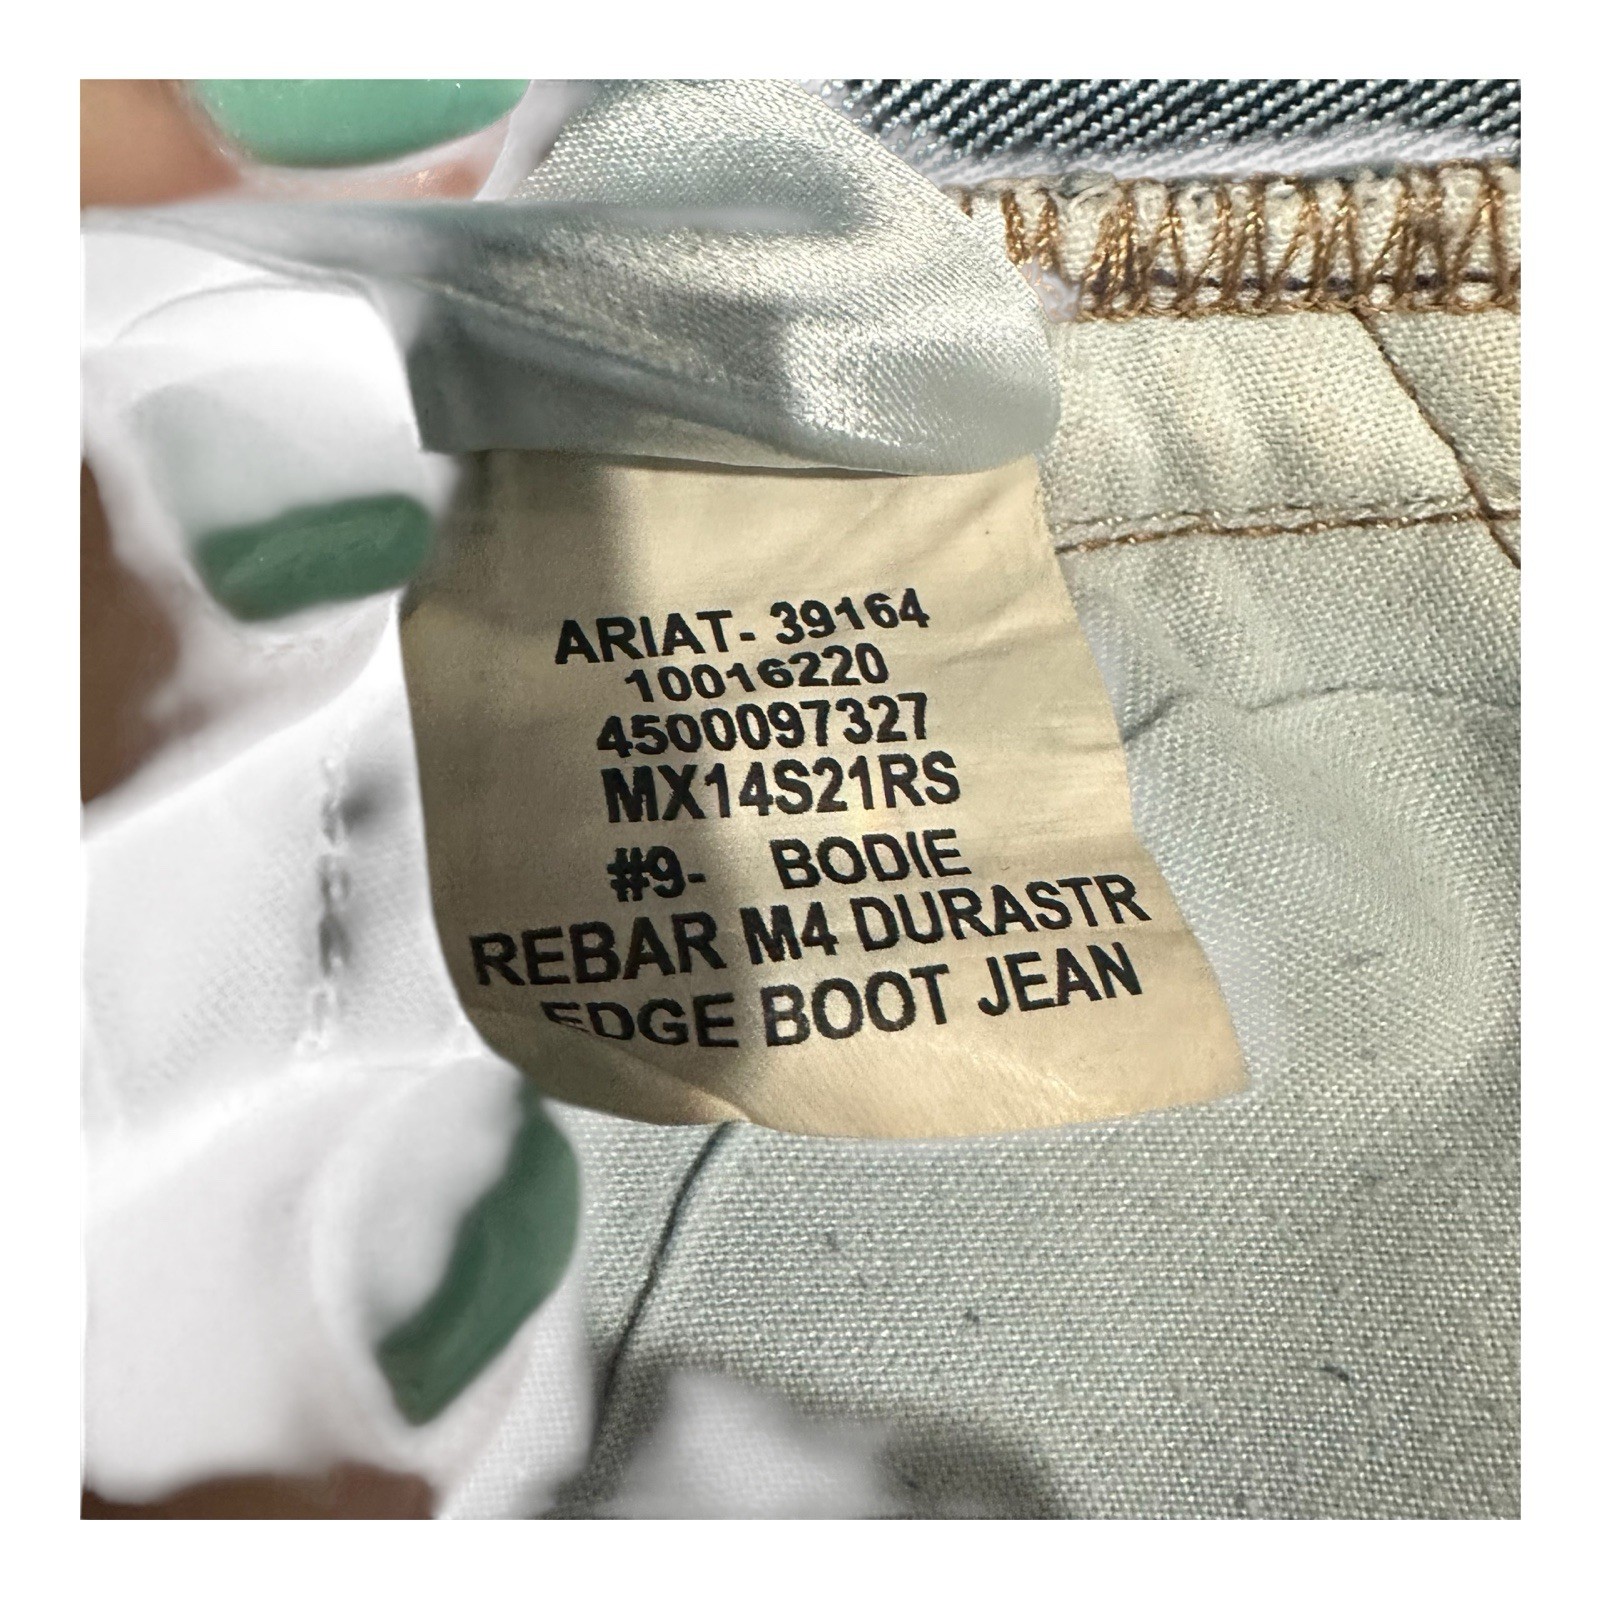 ARIAT- 39164
10016220
4500097327
MX14S21RS
#9- BODIE
REBAR M4 DURASTR
EDGE BOOT JEAN